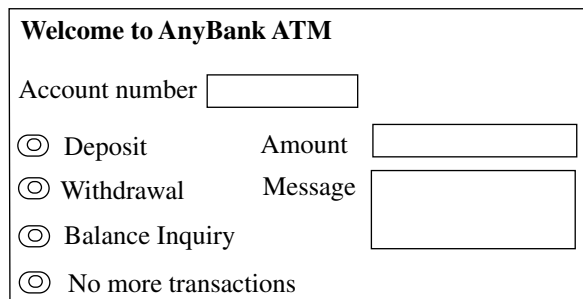 Welcome to AnyBank ATM
Account number
Deposit Amount
Withdrawal Message
Balance Inquiry
No more transactions